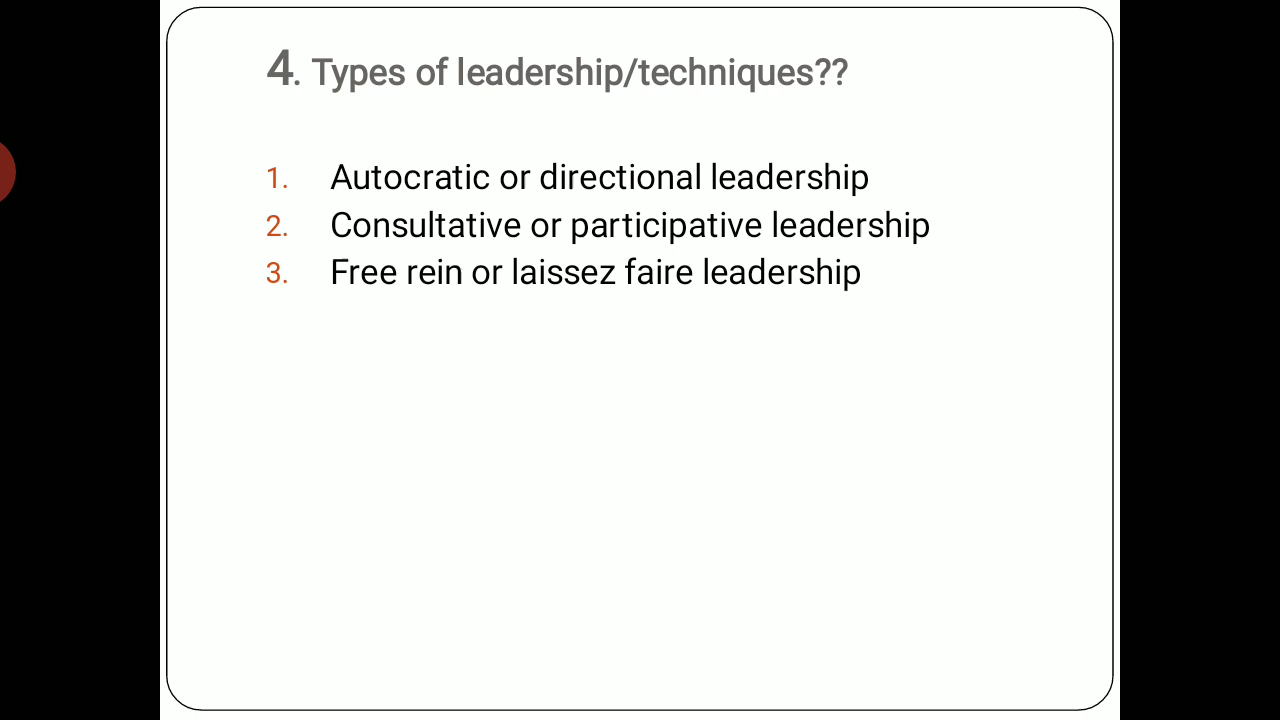 4. Types of leadership/techniques??
1. Autocratic or directional leadership
2. Consultative or participative leadership
3. Free rein or laissez faire leadership